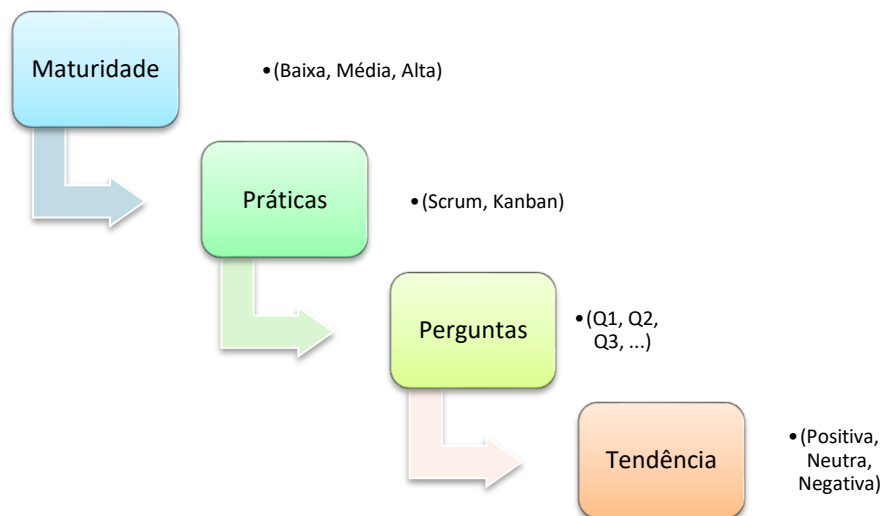 Maturidade
•(Baixa, Média, Alta)
Práticas
•(Scrum, Kanban)
Perguntas
•(Q1, Q2,
Q3, ...)
Tendência
•(Positiva,
Neutra,
Negativa)